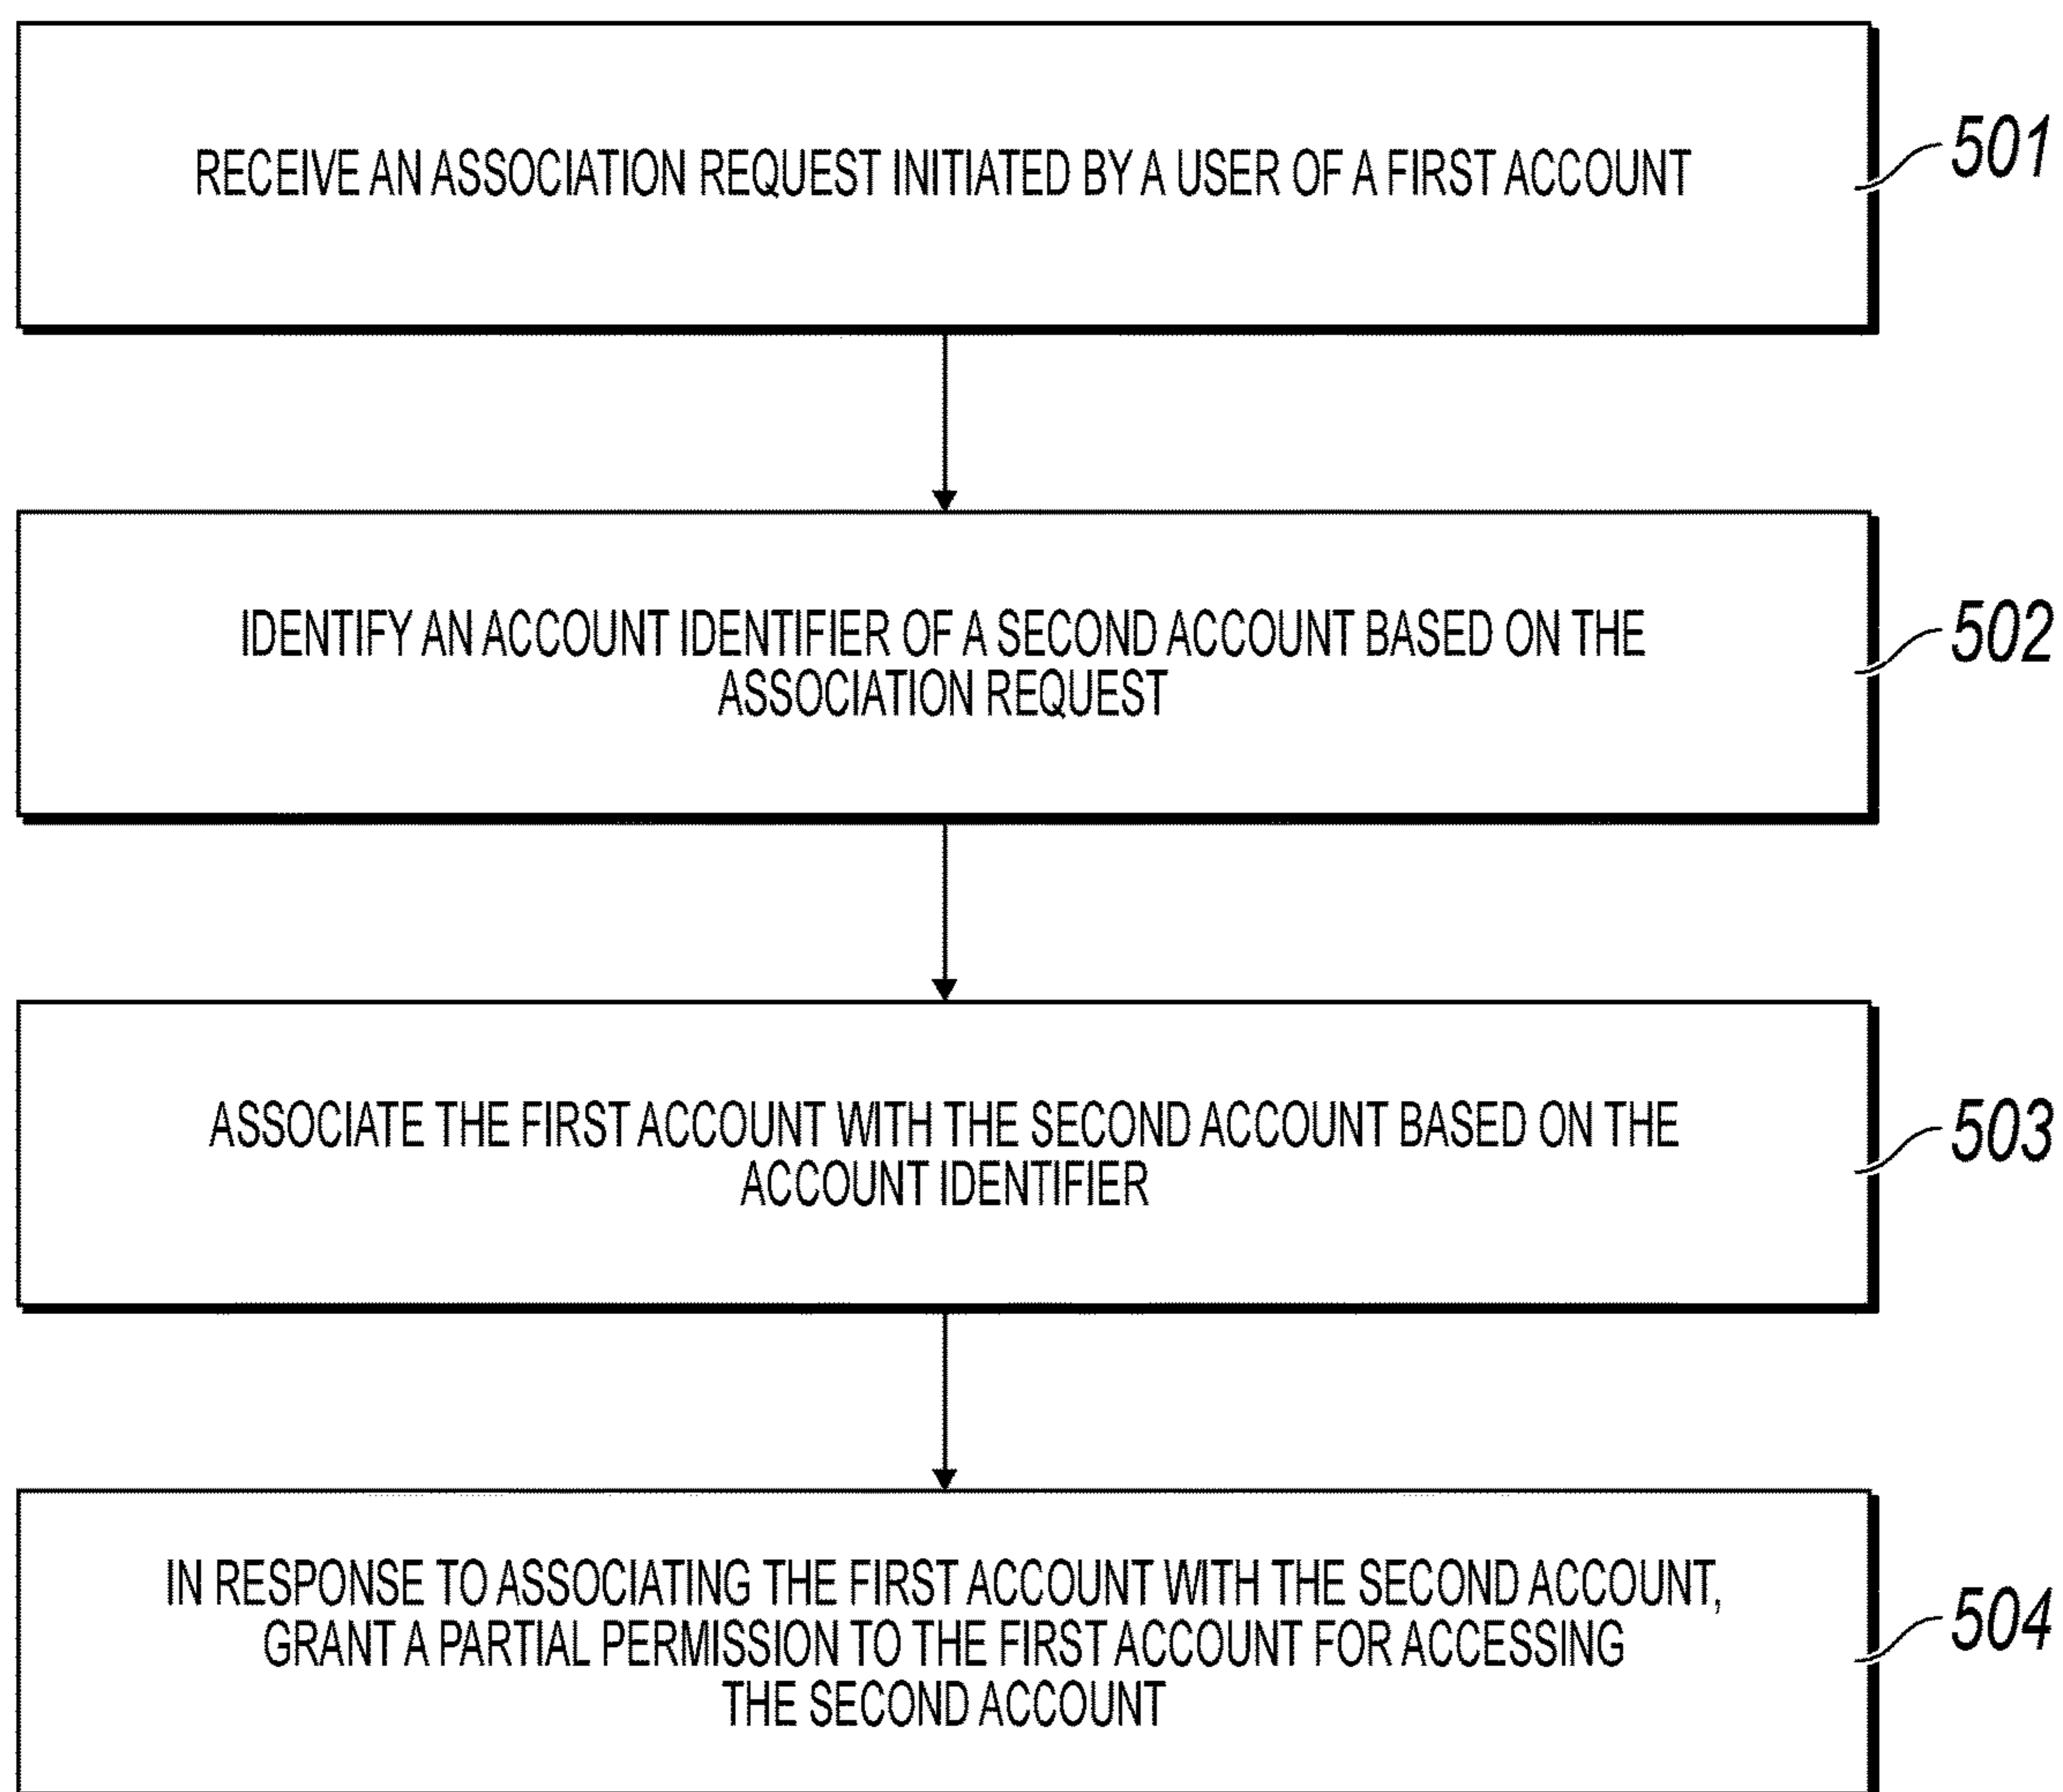 RECEIVE AN ASSOCIATION REQUEST INITIATED BY A USER OF A FIRST ACCOUNT
501
IDENTIFY AN ACCOUNT IDENTIFIER OF A SECOND ACCOUNT BASED ON THE
ASSOCIATION REQUEST
502
ASSOCIATE THE FIRST ACCOUNT WITH THE SECOND ACCOUNT BASED ON THE
ACCOUNT IDENTIFIER
503
IN RESPONSE TO ASSOCIATING THE FIRST ACCOUNT WITH THE SECOND ACCOUNT,
GRANT A PARTIAL PERMISSION TO THE FIRST ACCOUNT FOR ACCESSING
THE SECOND ACCOUNT
504